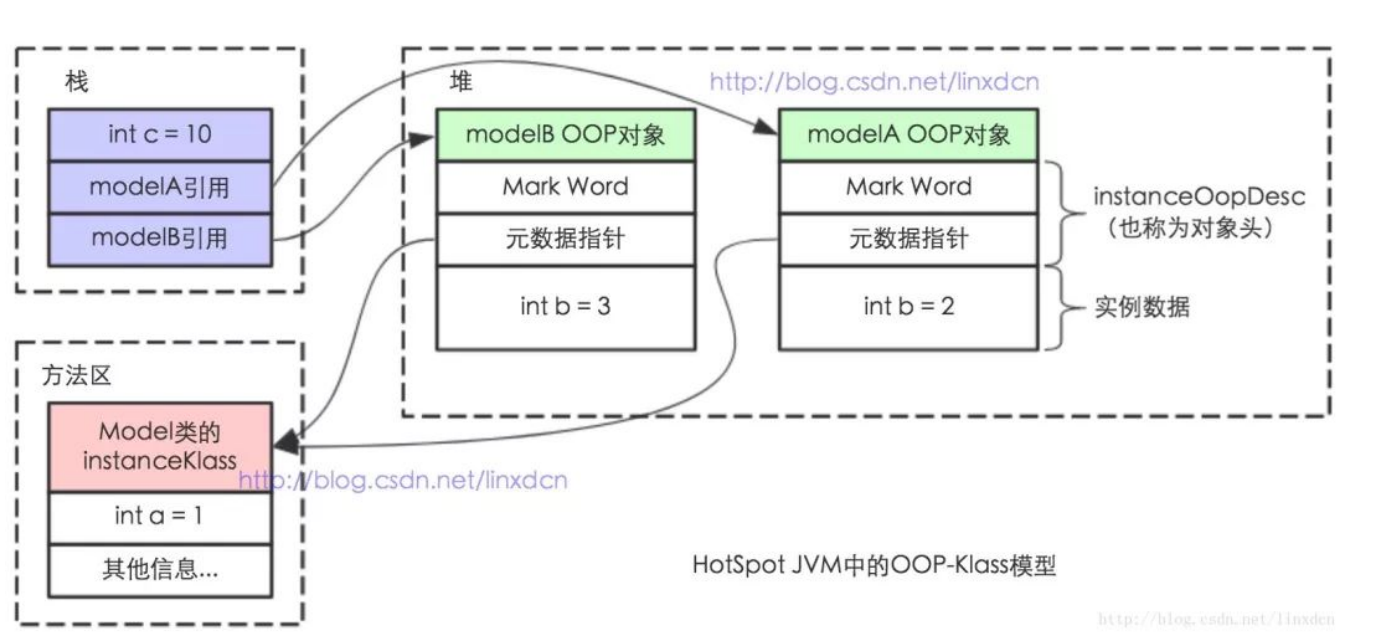 栈
int c = 10
modelA引用
modelB引用
堆
http://blog.csdn.net/linxdcn
modelB OOP对象
Mark Word
元数据指针
int b = 3
modelA OOP对象
Mark Word
元数据指针
int b = 2
instanceOopDesc
（也称为对象头）
实例数据
方法区
Model类的
instanceKlass
http://blog.csdn.net/linxdcn
int a = 1
其他信息...
HotSpot JVM中的OOP-Klass模型
http://blog.csdn.net/linxdcn